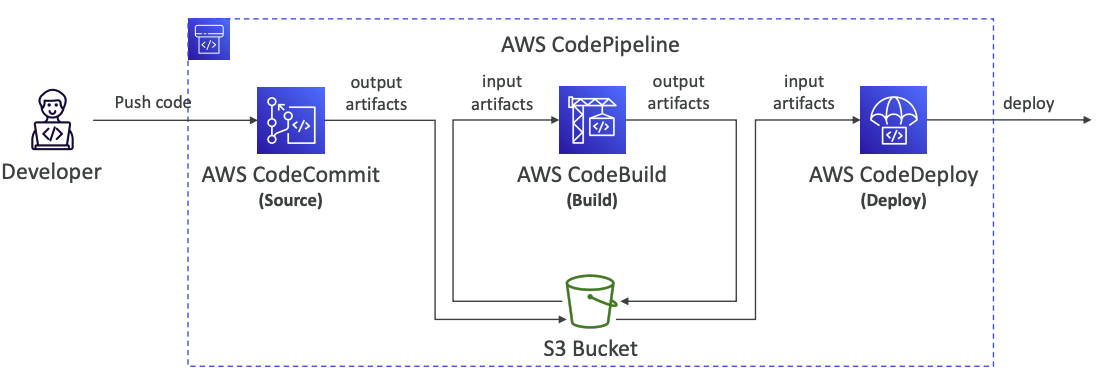 AWS CodePipeline
Push code
output
artifacts
input
artifacts
output
artifacts
input
artifacts
deploy
Developer
AWS CodeCommit
(Source)
AWS CodeBuild
(Build)
AWS CodeDeploy
(Deploy)
S3 Bucket